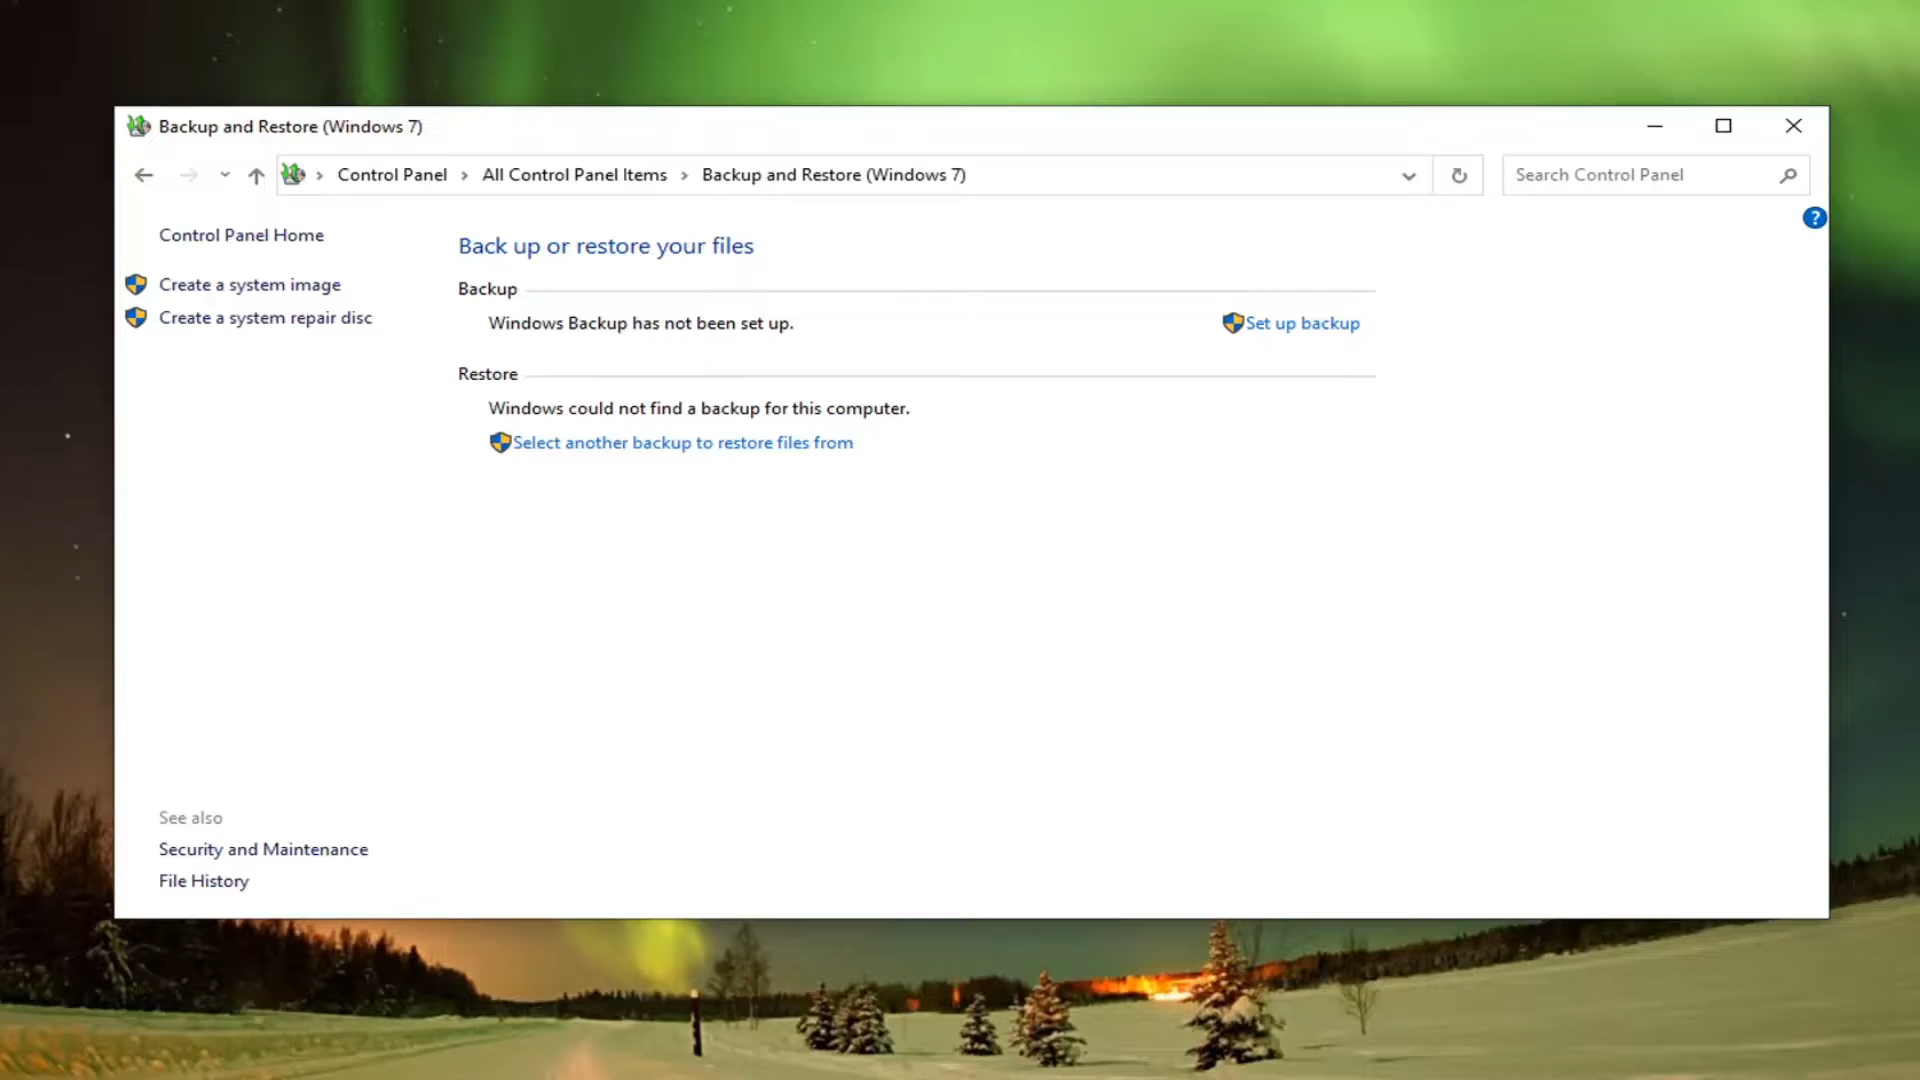 Backup and Restore (Windows 7)
Control Panel > All Control Panel Items > Backup and Restore (Windows 7)
Search Control Panel
?
Control Panel Home
Create a system image
Create a system repair disc
Back up or restore your files
Backup
Windows Backup has not been set up.
Set up backup
Restore
Windows could not find a backup for this computer.
Select another backup to restore files from
See also
Security and Maintenance
File History